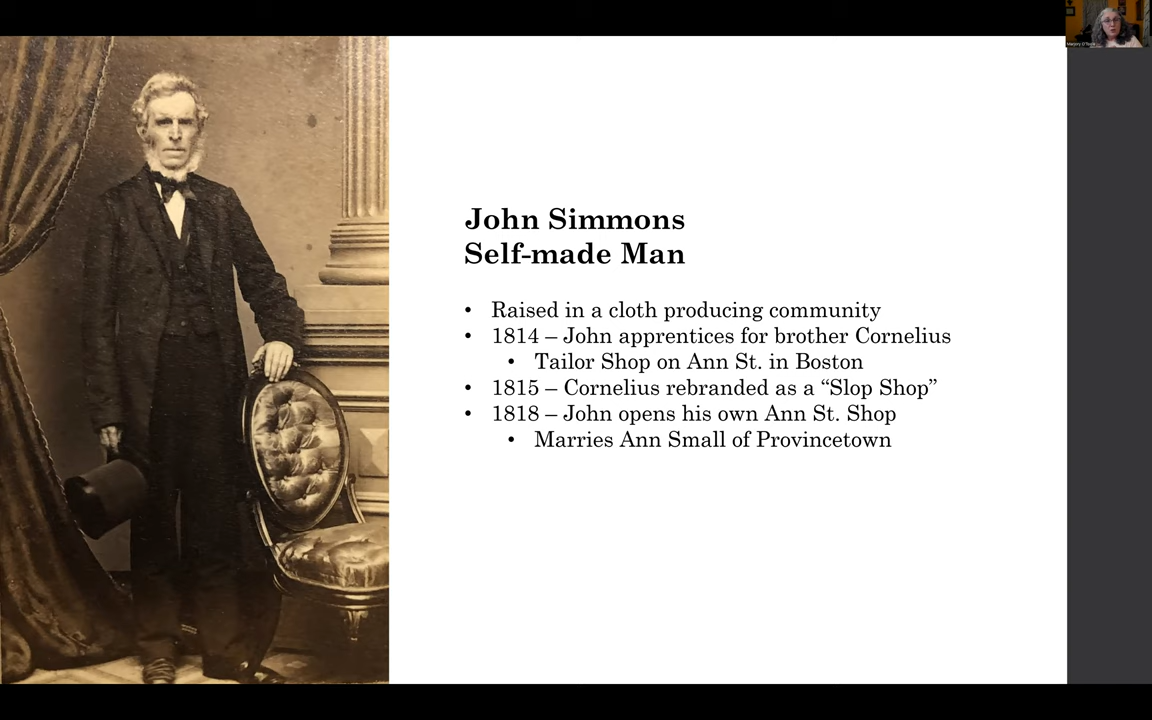 John Simmons
Self-made Man
• Raised in a cloth producing community
• 1814 – John apprentices for brother Cornelius
• Tailor Shop on Ann St. in Boston
• 1815 – Cornelius rebranded as a “Slop Shop”
• 1818 – John opens his own Ann St. Shop
• Marries Ann Small of Provincetown